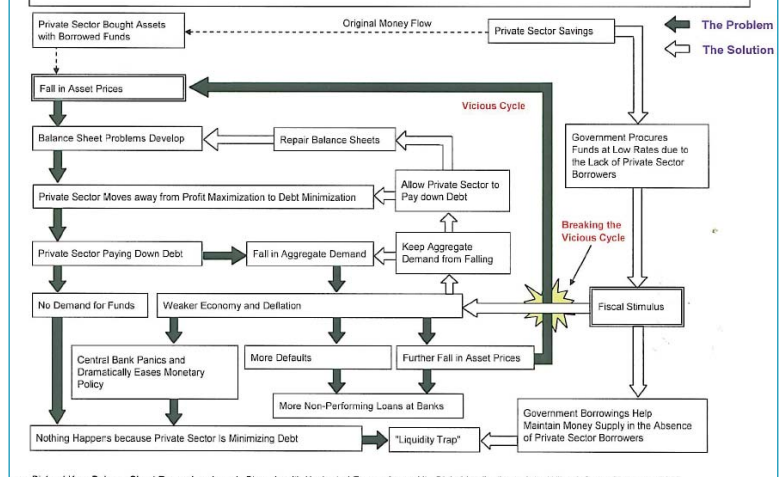 Private Sector Bought Assets
with Borrowed Funds
Original Money Flow
Private Sector Savings
The Problem
The Solution
Fall in Asset Prices
Vicious Cycle
Balance Sheet Problems Develop
Repair Balance Sheets
Government Procures
Funds at Low Rates due to
the Lack of Private Sector
Borrowers
Private Sector Moves away from Profit Maximization to Debt Minimization
Allow Private Sector to
Pay down Debt
Breaking the
Vicious Cycle
Private Sector Paying Down Debt
Fall in Aggregate Demand
Keep Aggregate
Demand from Falling
No Demand for Funds
Weaker Economy and Deflation
Fiscal Stimulus
Central Bank Panics and
Dramatically Eases Monetary
Policy
More Defaults
Further Fall in Asset Prices
More Non-Performing Loans at Banks
Government Borrowings Help
Maintain Money Supply in the Absence
of Private Sector Borrowers
Nothing Happens because Private Sector Is Minimizing Debt
"Liquidity Trap"